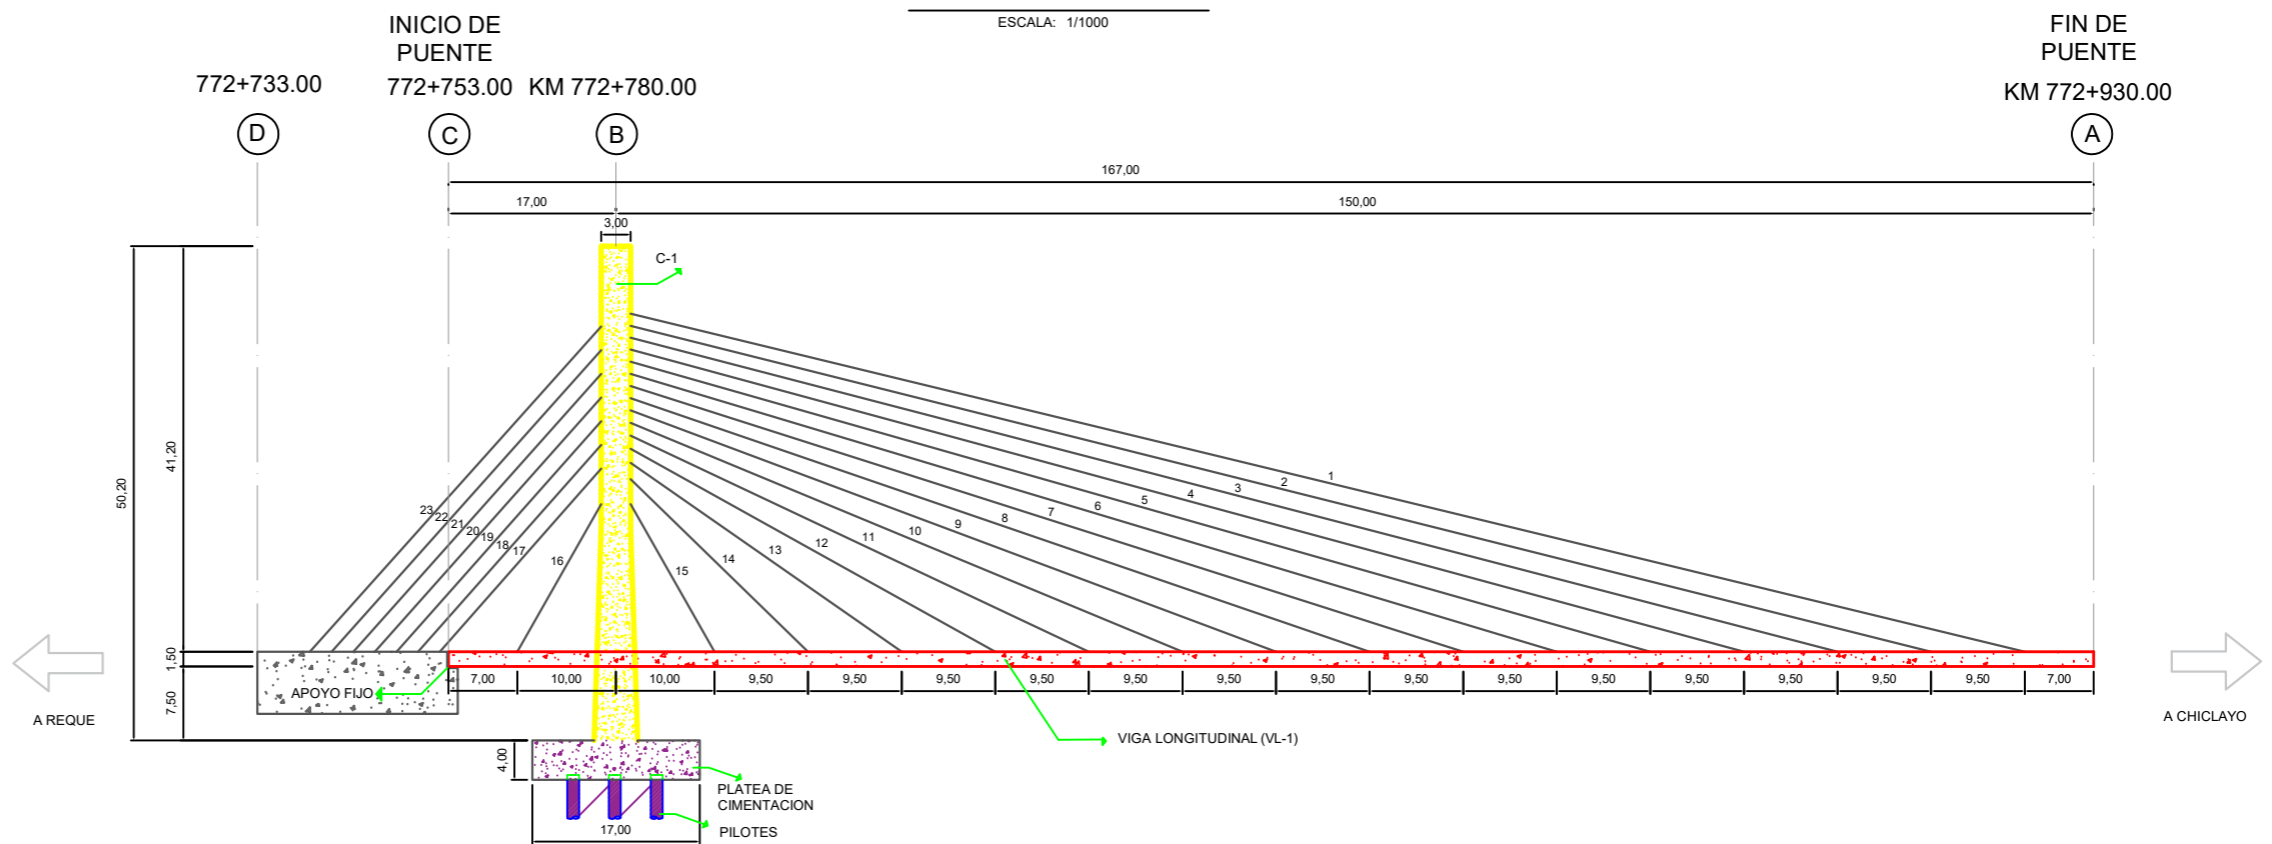 ESCALA: 1/1000
INICIO DE
PUENTE
FIN DE
PUENTE
772+733.00
772+753.00
KM 772+780.00
KM 772+930.00
D
C
B
A
167,00
17,00
150,00
3,00
C-1
50,20
41,20
1,50
7,50
23
22
21
20
19
18
17
16
15
14
13
12
11
10
9
8
7
6
5
4
3
2
1
APOYO FIJO
7,00
10,00
10,00
9,50
9,50
9,50
9,50
9,50
9,50
9,50
9,50
9,50
9,50
9,50
9,50
9,50
9,50
7,00
A REQUE
A CHICLAYO
VIGA LONGITUDINAL (VL-1)
4,00
PLATEA DE
CIMENTACION
17,00
PILOTES